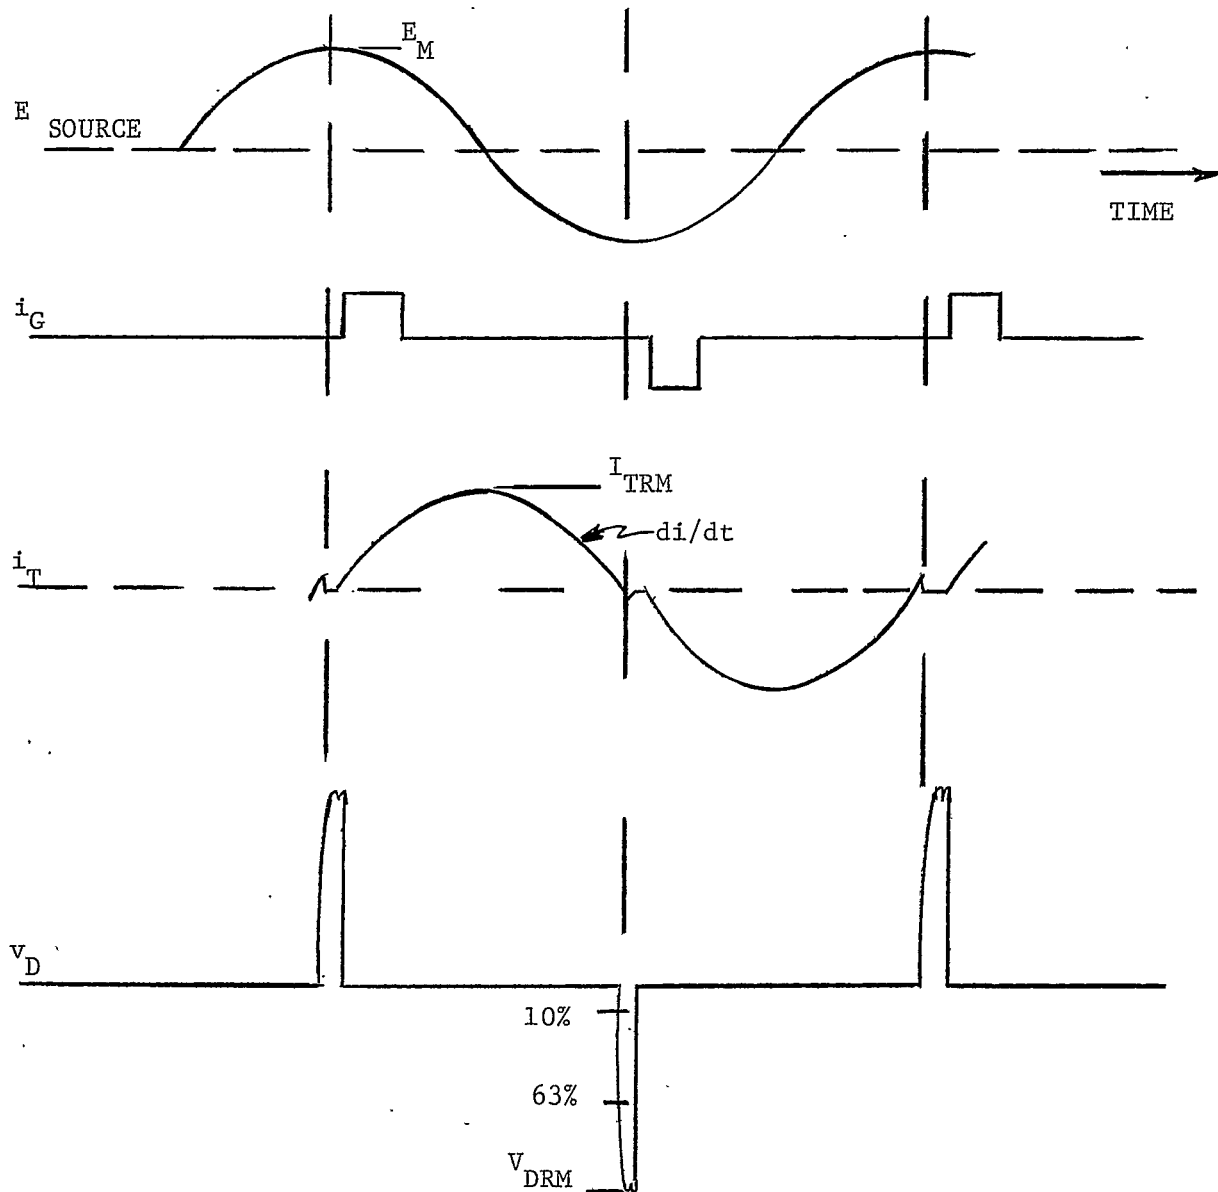 E_M
E SOURCE
TIME
i_G
I_TRM
di/dt
i_T
v_D
10%
63%
V_DRM